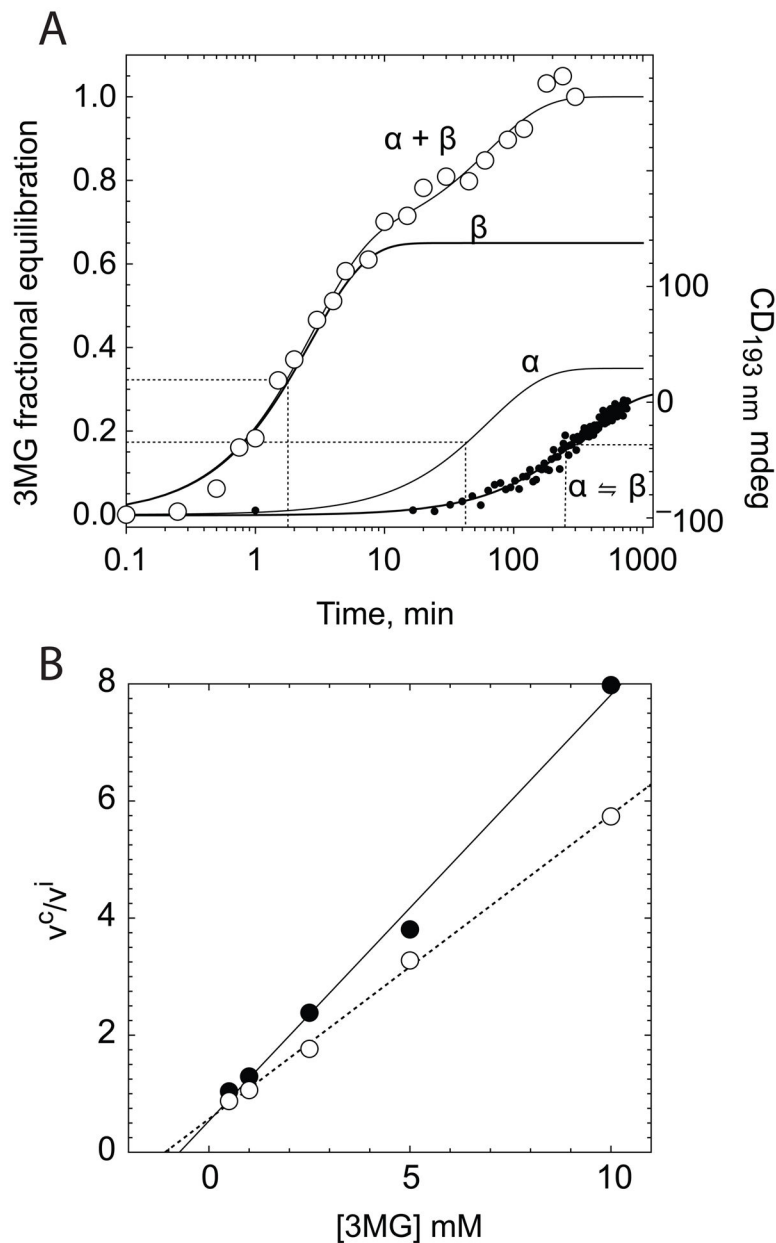 A
3MG fractional equilibration
1.0
0.8
0.6
0.4
0.2
0.0
α + β
β
α
α ⇋ β
100
0
−100
CD193 nm mdeg
0.1
1
10
100
1000
Time, min
B
vc/vi
8
6
4
2
0
0
5
10
[3MG] mM